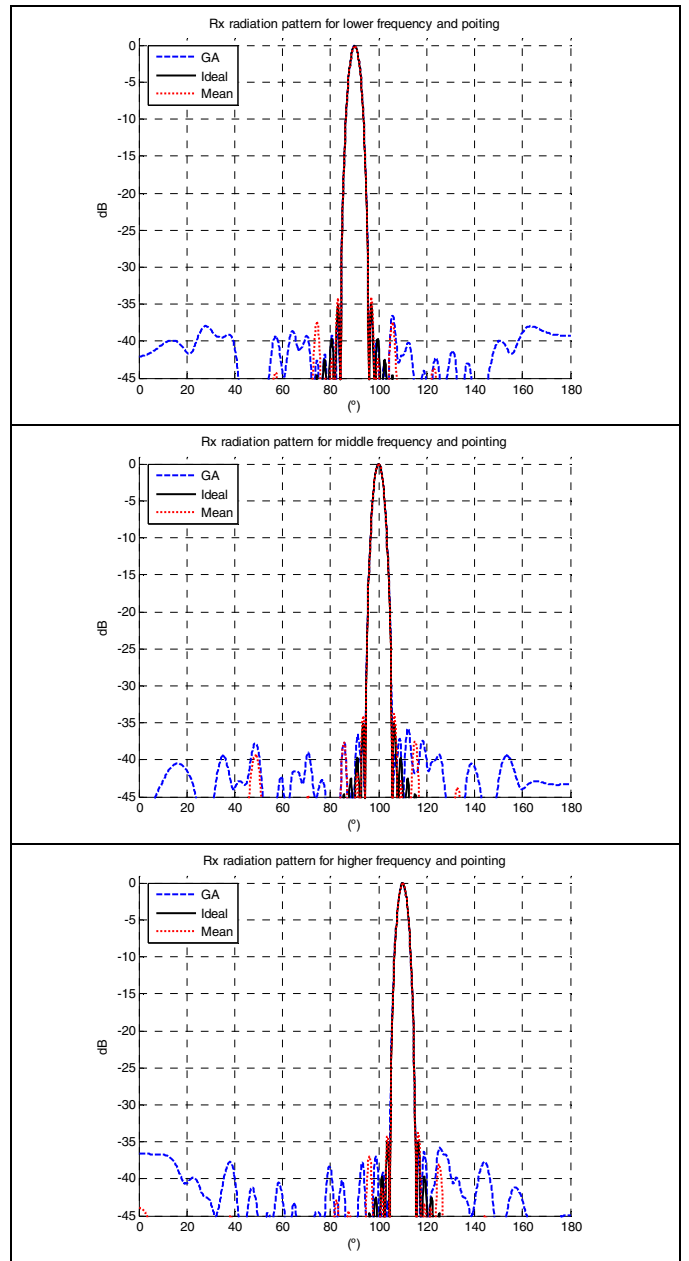 Rx radiation pattern for lower frequency and poiting
0
-5
-10
-15
-20
-25
-30
-35
-40
-45
dB
GA
Ideal
Mean
0 20 40 60 80 100 120 140 160 180
(º)
Rx radiation pattern for middle frequency and pointing
0
-5
-10
-15
-20
-25
-30
-35
-40
-45
dB
GA
Ideal
Mean
0 20 40 60 80 100 120 140 160 180
(º)
Rx radiation pattern for higher frequency and pointing
0
-5
-10
-15
-20
-25
-30
-35
-40
-45
dB
GA
Ideal
Mean
0 20 40 60 80 100 120 140 160 180
(º)